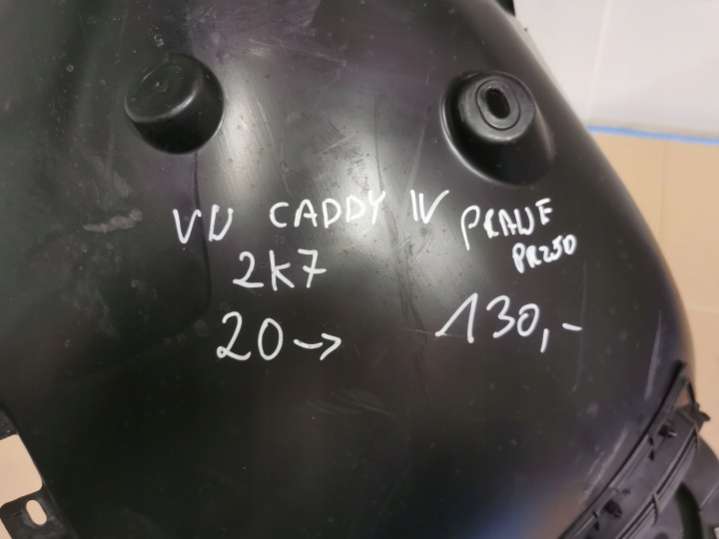 VW CADDY IV PRAWE
PRZÓD
2K7
20→ 130,-